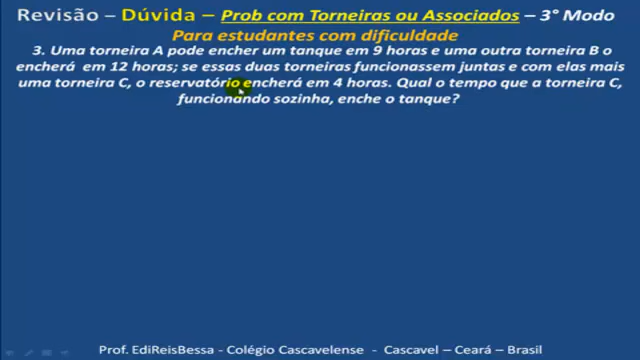 Revisão – Dúvida – Prob com Torneiras ou Associados – 3° Modo
Para estudantes com dificuldade
3. Uma torneira A pode encher um tanque em 9 horas e uma outra torneira B o
encherá em 12 horas; se essas duas torneiras funcionassem juntas e com elas mais
uma torneira C, o reservatório encherá em 4 horas. Qual o tempo que a torneira C,
funcionando sozinha, enche o tanque?
Prof. EdiReisBessa - Colégio Cascavelense - Cascavel – Ceará – Brasil